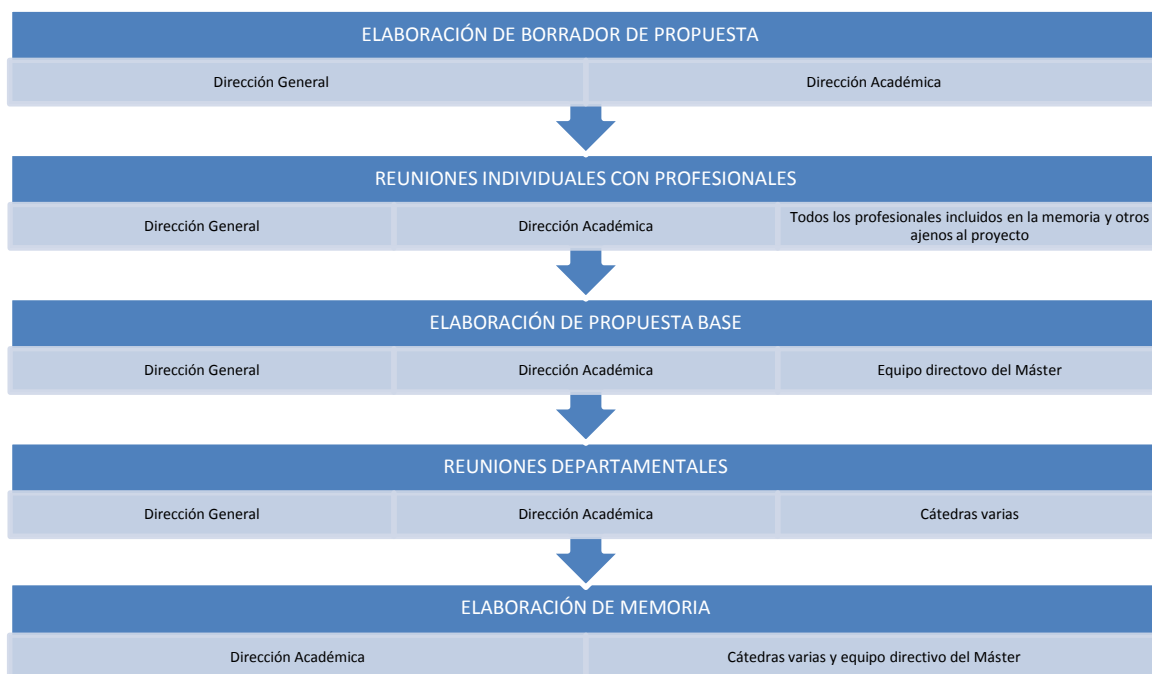 ELABORACIÓN DE BORRADOR DE PROPUESTA
Dirección General
Dirección Académica
REUNIONES INDIVIDUALES CON PROFESIONALES
Dirección General
Dirección Académica
Todos los profesionales incluidos en la memoria y otros
ajenos al proyecto
ELABORACIÓN DE PROPUESTA BASE
Dirección General
Dirección Académica
Equipo directovo del Máster
REUNIONES DEPARTAMENTALES
Dirección General
Dirección Académica
Cátedras varias
ELABORACIÓN DE MEMORIA
Dirección Académica
Cátedras varias y equipo directivo del Máster